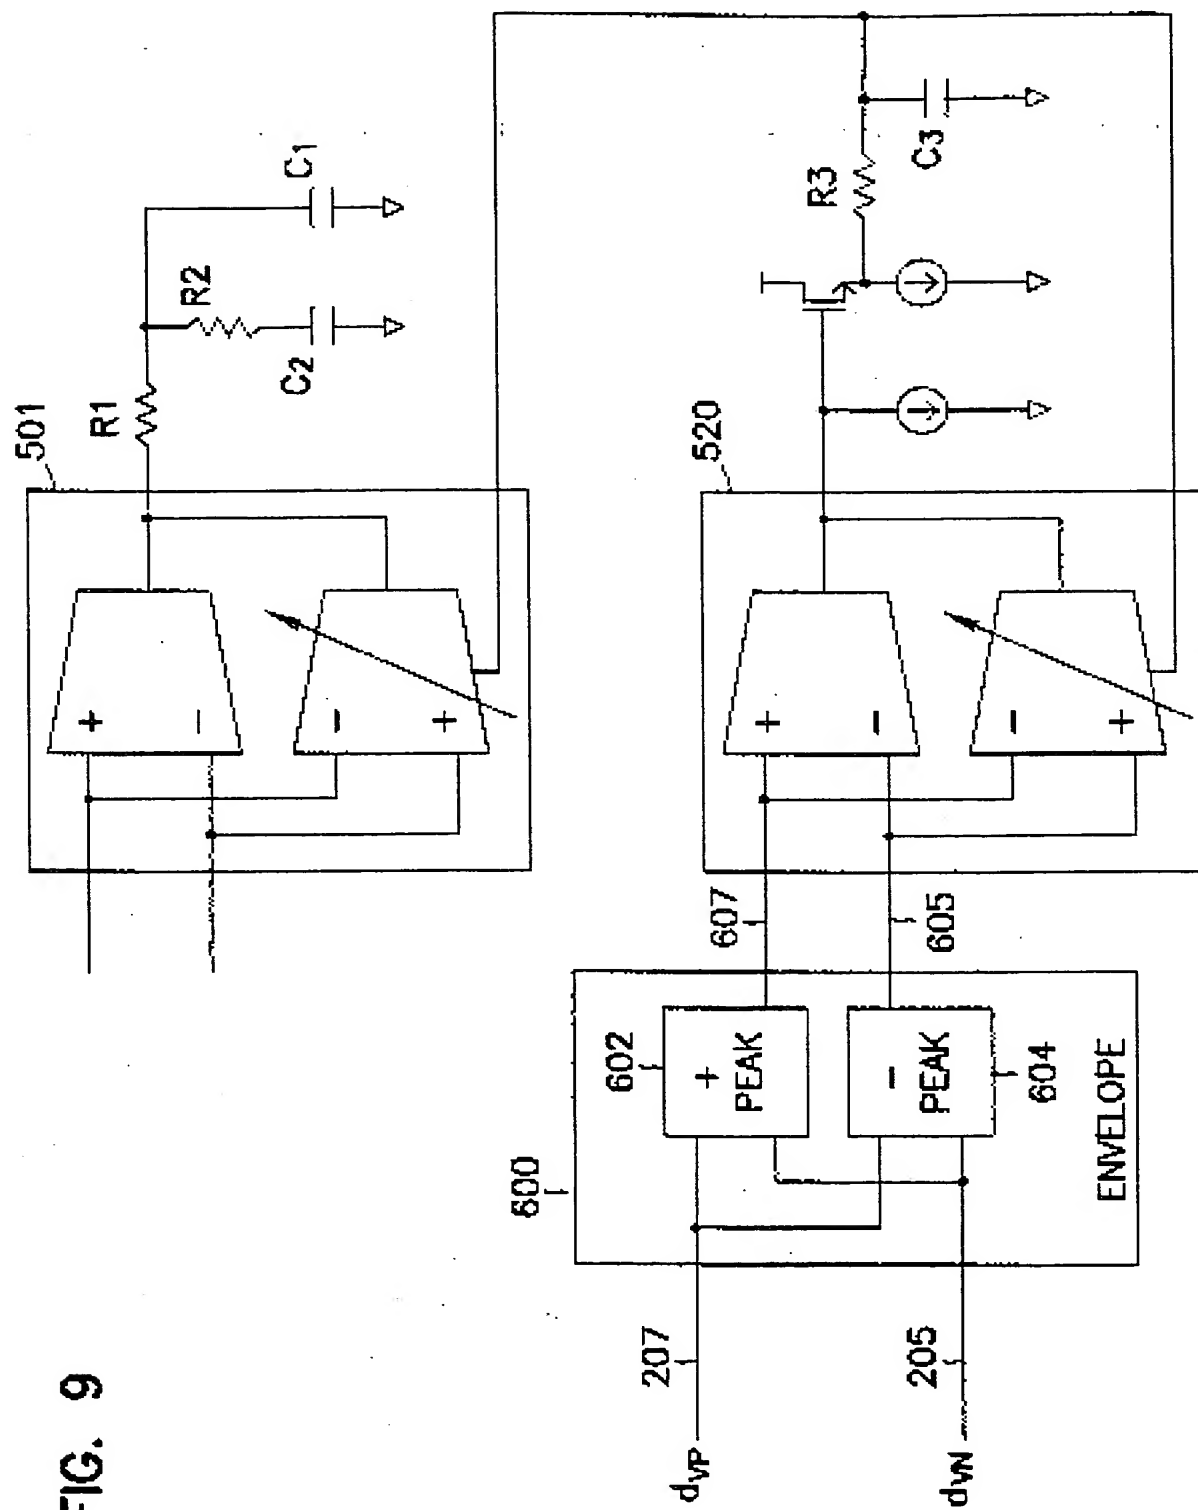 FIG. 9
501
R1
R2
C1
C2
+
−
−
+
520
R3
C3
+
−
−
+
607
605
600
602
+
PEAK
−
PEAK
604
ENVELOPE
207
dVP
205
dVN